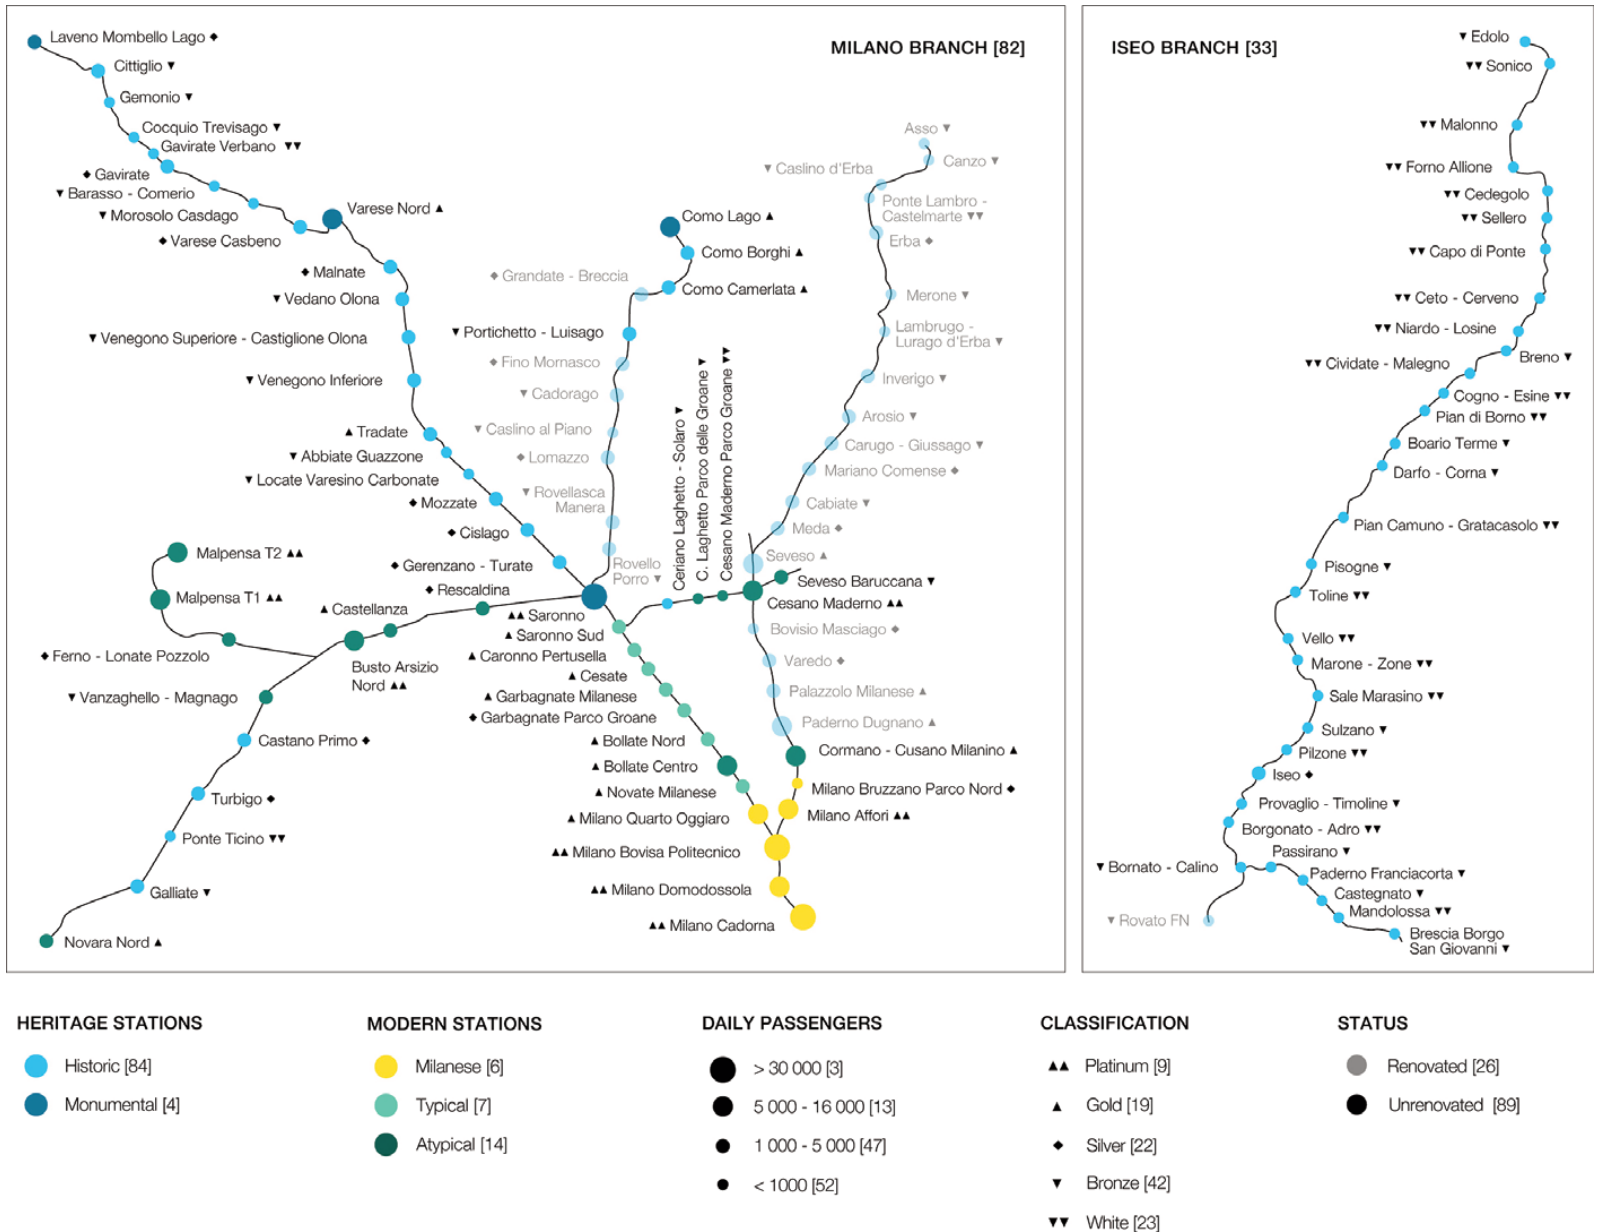 MILANO BRANCH [82]
Laveno Mombello Lago ◆
Cittiglio ▼
Gemonio ▼
Cocquio Trevisago ▼
Gavirate Verbano ▼▼
◆ Gavirate
▼ Barasso - Comerio
▼ Morosolo Casdago
◆ Varese Casbeno
Varese Nord ▲
◆ Malnate
▼ Vedano Olona
▼ Venegono Superiore - Castiglione Olona
▼ Venegono Inferiore
▲ Tradate
▼ Abbiate Guazzone
▼ Locate Varesino Carbonate
◆ Mozzate
◆ Cislago
◆ Gerenzano - Turate
◆ Rescaldina
▲ Castellanza
Malpensa T2 ▲▲
Malpensa T1 ▲▲
◆ Ferno - Lonate Pozzolo
Busto Arsizio
Nord ▲▲
▼ Vanzaghello - Magnago
Castano Primo ◆
Turbigo ◆
Ponte Ticino ▼▼
Galliate ▼
Novara Nord ▲
Como Lago ▲
Como Borghi ▲
Como Camerlata ▲
◆ Grandate - Breccia
▼ Portichetto - Luisago
◆ Fino Mornasco
▼ Cadorago
▼ Caslino al Piano
◆ Lomazzo
▼ Rovellasca
Manera
Rovello
Porro ▼
▲▲ Saronno
▲ Saronno Sud
▲ Caronno Pertusella
▲ Cesate
▲ Garbagnate Milanese
◆ Garbagnate Parco Groane
▲ Bollate Nord
▲ Bollate Centro
▲ Novate Milanese
▲ Milano Quarto Oggiaro
▲▲ Milano Bovisa Politecnico
▲▲ Milano Domodossola
▲▲ Milano Cadorna
Ceriano Laghetto - Solaro ▼
C. Laghetto Parco delle Groane ▼
Cesano Maderno Parco Groane ▼▼
Asso ▼
Canzo ▼
▼ Caslino d'Erba
Ponte Lambro -
Castelmarte ▼▼
Erba ◆
Merone ▼
Lambrugo -
Lurago d'Erba ▼
Inverigo ▼
Arosio ▼
Carugo - Giussago ▼
Mariano Comense ◆
Cabiate ▼
Meda ◆
Seveso ▲
Seveso Baruccana ▼
Cesano Maderno ▲▲
Bovisio Masciago ◆
Varedo ◆
Palazzolo Milanese ▲
Paderno Dugnano ▲
Cormano - Cusano Milanino ▲
Milano Bruzzano Parco Nord ◆
Milano Affori ▲▲
ISEO BRANCH [33]
▼ Edolo
▼▼ Sonico
▼▼ Malonno
▼▼ Forno Allione
▼▼ Cedegolo
▼▼ Sellero
▼▼ Capo di Ponte
▼▼ Ceto - Cerveno
▼▼ Niardo - Losine
Breno ▼
▼▼ Cividate - Malegno
Cogno - Esine ▼▼
Pian di Borno ▼▼
Boario Terme ▼
Darfo - Corna ▼
Pian Camuno - Gratacasolo ▼▼
Pisogne ▼
Toline ▼▼
Vello ▼▼
Marone - Zone ▼▼
Sale Marasino ▼▼
Sulzano ▼
Pilzone ▼▼
Iseo ◆
Provaglio - Timoline ▼
Borgonato - Adro ▼▼
Passirano ▼
▼ Bornato - Calino
Paderno Franciacorta ▼
Castegnato ▼
Mandolossa ▼▼
▼ Rovato FN
Brescia Borgo
San Giovanni ▼
HERITAGE STATIONS
Historic [84]
Monumental [4]
MODERN STATIONS
Milanese [6]
Typical [7]
Atypical [14]
DAILY PASSENGERS
> 30 000 [3]
5 000 - 16 000 [13]
1 000 - 5 000 [47]
< 1000 [52]
CLASSIFICATION
▲▲ Platinum [9]
▲ Gold [19]
◆ Silver [22]
▼ Bronze [42]
▼▼ White [23]
STATUS
Renovated [26]
Unrenovated [89]